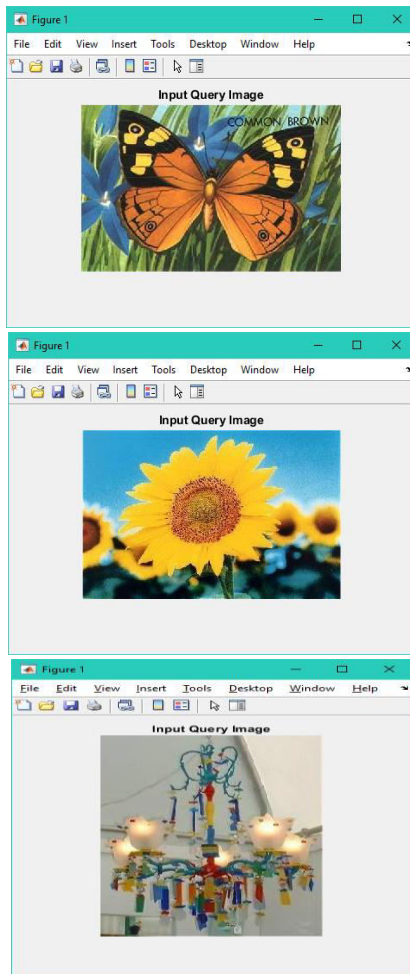 Figure 1
File Edit View Insert Tools Desktop Window Help
Input Query Image
COMMON BROWN
Figure 1
File Edit View Insert Tools Desktop Window Help
Input Query Image
Figure 1
File Edit View Insert Tools Desktop Window Help
Input Query Image